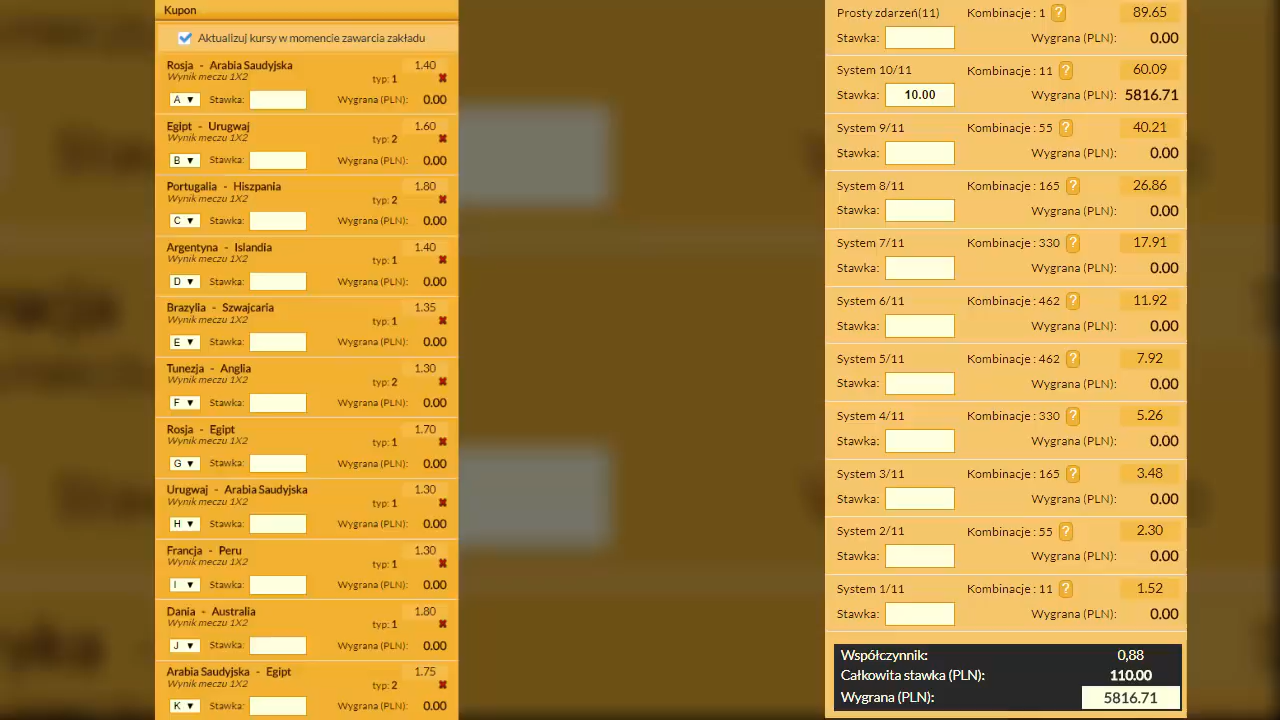 Kupon
Aktualizuj kursy w momencie zawarcia zakładu
Rosja - Arabia Saudyjska 1.40
Wynik meczu 1X2 typ: 1
A Stawka: Wygrana (PLN): 0.00
Egipt - Urugwaj 1.60
Wynik meczu 1X2 typ: 2
B Stawka: Wygrana (PLN): 0.00
Portugalia - Hiszpania 1.80
Wynik meczu 1X2 typ: 2
C Stawka: Wygrana (PLN): 0.00
Argentyna - Islandia 1.40
Wynik meczu 1X2 typ: 1
D Stawka: Wygrana (PLN): 0.00
Brazylia - Szwajcaria 1.35
Wynik meczu 1X2 typ: 1
E Stawka: Wygrana (PLN): 0.00
Tunezja - Anglia 1.30
Wynik meczu 1X2 typ: 2
F Stawka: Wygrana (PLN): 0.00
Rosja - Egipt 1.70
Wynik meczu 1X2 typ: 1
G Stawka: Wygrana (PLN): 0.00
Urugwaj - Arabia Saudyjska 1.30
Wynik meczu 1X2 typ: 1
H Stawka: Wygrana (PLN): 0.00
Francja - Peru 1.30
Wynik meczu 1X2 typ: 1
I Stawka: Wygrana (PLN): 0.00
Dania - Australia 1.80
Wynik meczu 1X2 typ: 1
J Stawka: Wygrana (PLN): 0.00
Arabia Saudyjska - Egipt 1.75
Wynik meczu 1X2 typ: 2
K Stawka: Wygrana (PLN): 0.00
Prosty zdarzeń(11) Kombinacje : 1 ? 89.65
Stawka: Wygrana (PLN): 0.00
System 10/11 Kombinacje : 11 ? 60.09
Stawka: 10.00 Wygrana (PLN): 5816.71
System 9/11 Kombinacje : 55 ? 40.21
Stawka: Wygrana (PLN): 0.00
System 8/11 Kombinacje : 165 ? 26.86
Stawka: Wygrana (PLN): 0.00
System 7/11 Kombinacje : 330 ? 17.91
Stawka: Wygrana (PLN): 0.00
System 6/11 Kombinacje : 462 ? 11.92
Stawka: Wygrana (PLN): 0.00
System 5/11 Kombinacje : 462 ? 7.92
Stawka: Wygrana (PLN): 0.00
System 4/11 Kombinacje : 330 ? 5.26
Stawka: Wygrana (PLN): 0.00
System 3/11 Kombinacje : 165 ? 3.48
Stawka: Wygrana (PLN): 0.00
System 2/11 Kombinacje : 55 ? 2.30
Stawka: Wygrana (PLN): 0.00
System 1/11 Kombinacje : 11 ? 1.52
Stawka: Wygrana (PLN): 0.00
Współczynnik: 0,88
Całkowita stawka (PLN): 110.00
Wygrana (PLN): 5816.71